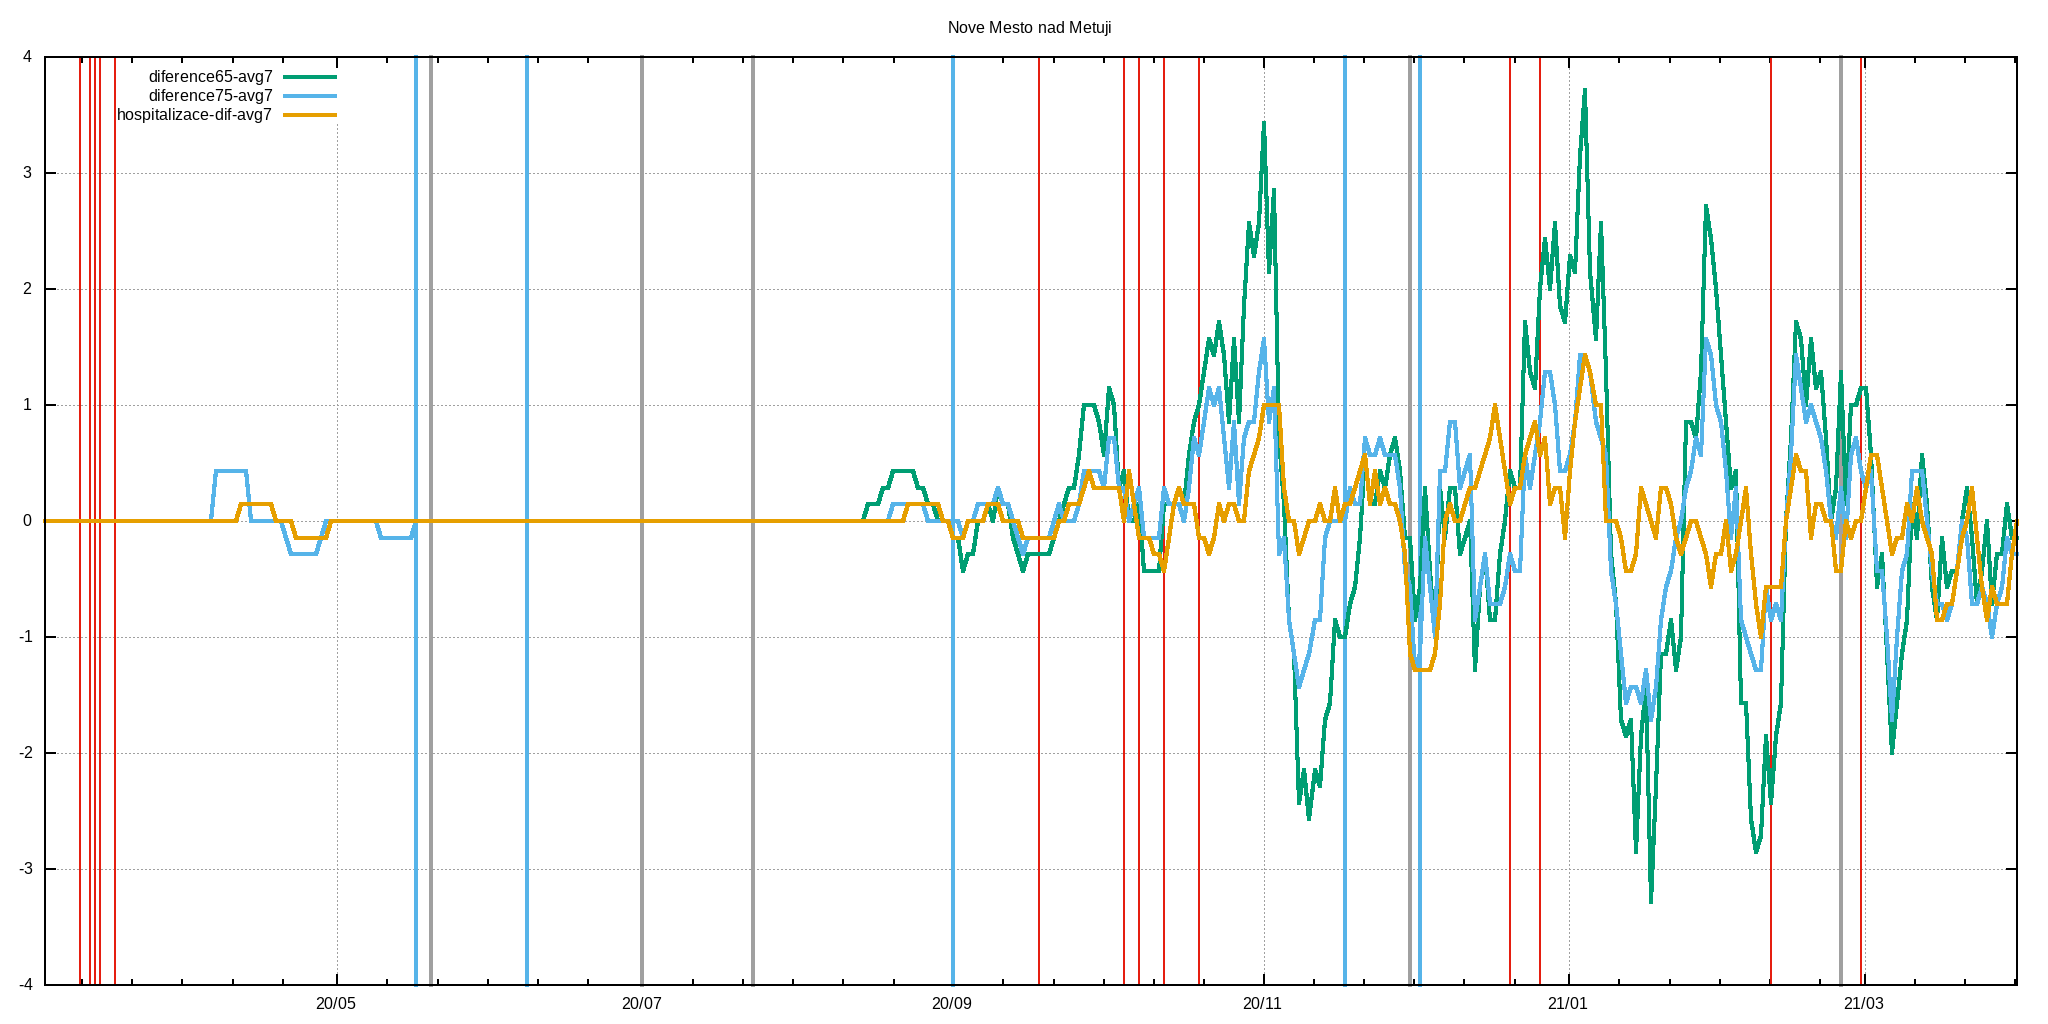 Nove Mesto nad Metuji
4
diference65-avg7
diference75-avg7
hospitalizace-dif-avg7
3
2
1
0
-1
-2
-3
-4
20/05 20/07 20/09 20/11 21/01 21/03